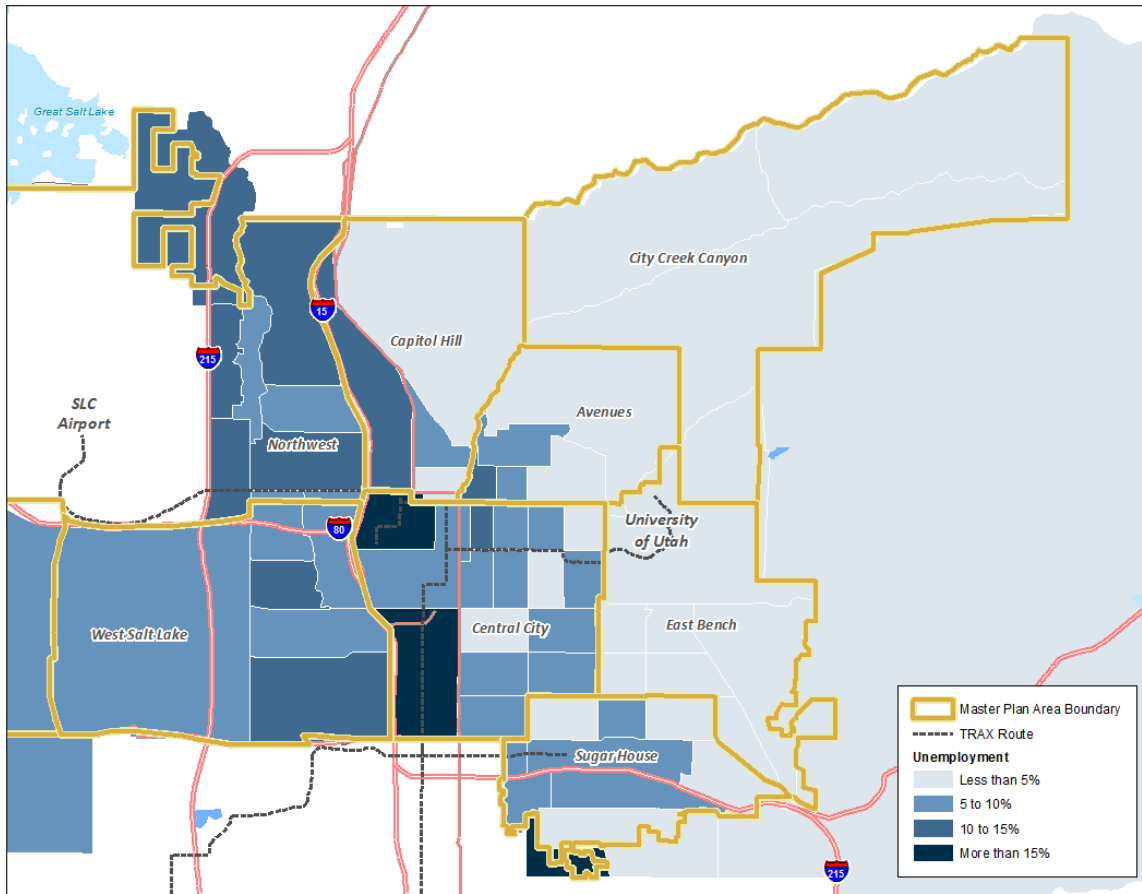 Great Salt Lake
City Creek Canyon
15
Capitol Hill
215
SLC
Airport
Avenues
Northwest
80
University
of Utah
West Salt Lake
Central City
East Bench
Sugar House
215
Master Plan Area Boundary
TRAX Route
Unemployment
Less than 5%
5 to 10%
10 to 15%
More than 15%